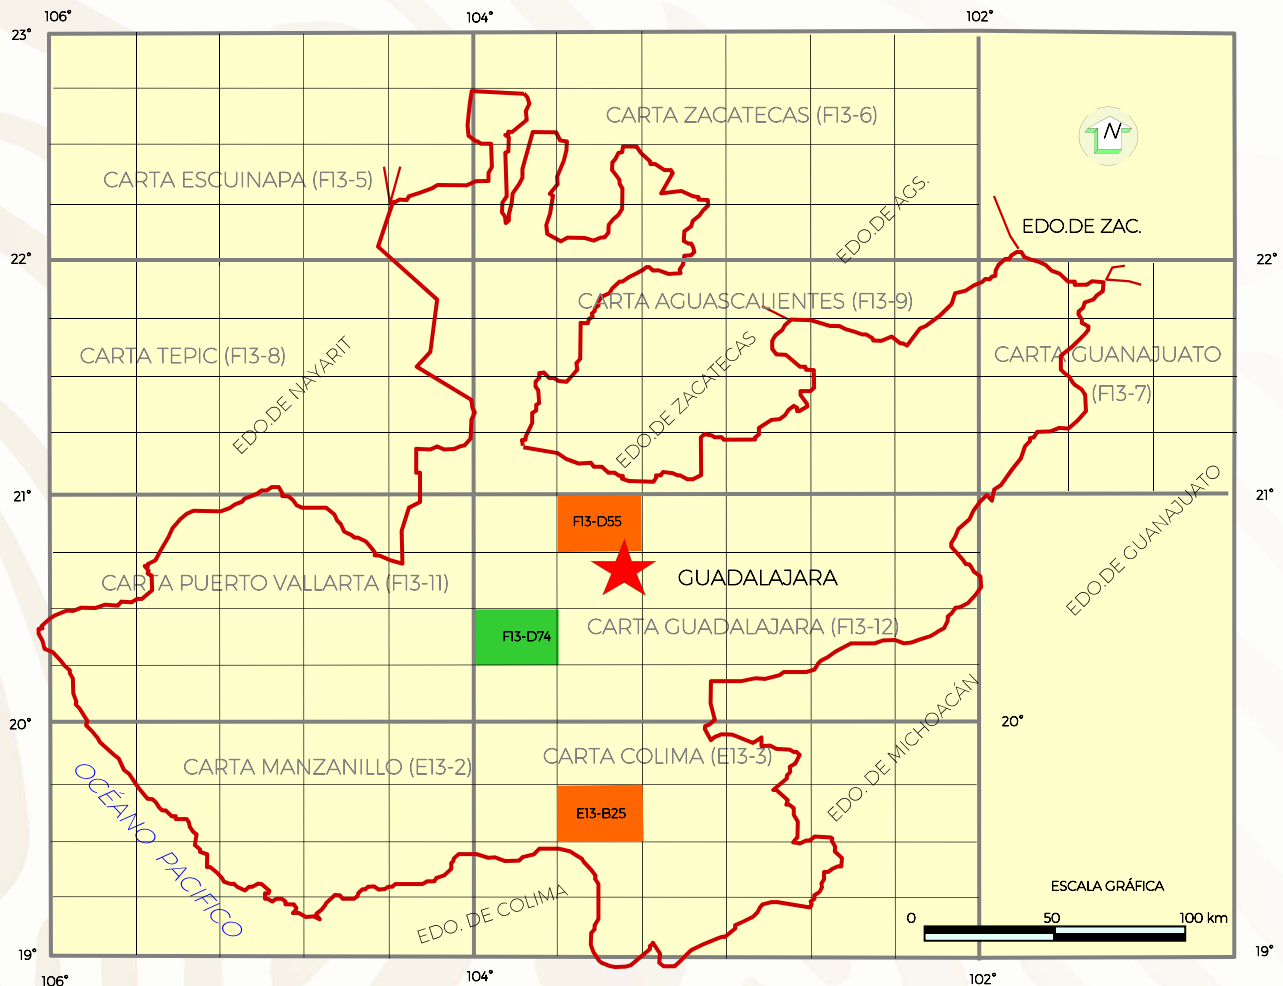 106°
104°
102°
23°
CARTA ZACATECAS (F13-6)
N
CARTA ESCUINAPA (F13-5)
EDO.DE AGS.
EDO.DE ZAC.
22°
22°
CARTA AGUASCALIENTES (F13-9)
CARTA TEPIC (F13-8)
EDO.DE NAYARIT
EDO.DE ZACATECAS
CARTA GUANAJUATO
(F13-7)
21°
21°
F13-D55
EDO.DE GUANAJUATO
CARTA PUERTO VALLARTA (F13-11)
GUADALAJARA
F13-D74
CARTA GUADALAJARA (F13-12)
20°
20°
EDO. DE MICHOACÁN
CARTA MANZANILLO (E13-2)
CARTA COLIMA (E13-3)
OCÉANO PACIFICO
E13-B25
EDO. DE COLIMA
ESCALA GRÁFICA
0 50 100 km
19°
19°
106°
104°
102°